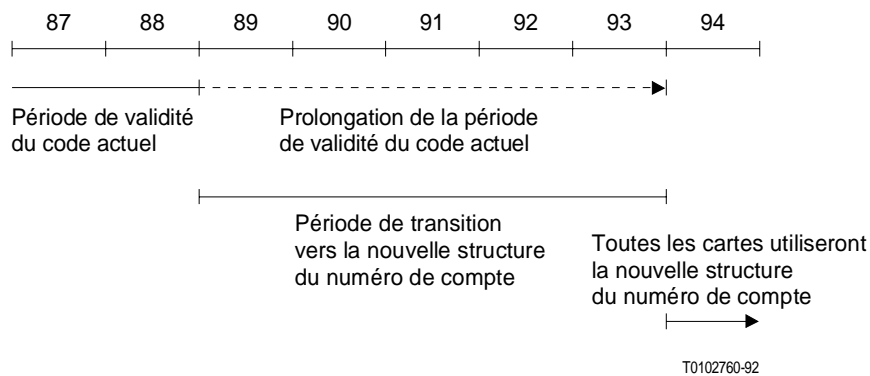 87 88 89 90 91 92 93 94
Période de validité
du code actuel
Prolongation de la période
de validité du code actuel
Période de transition
vers la nouvelle structure
du numéro de compte
Toutes les cartes utiliseront
la nouvelle structure
du numéro de compte
T0102760-92